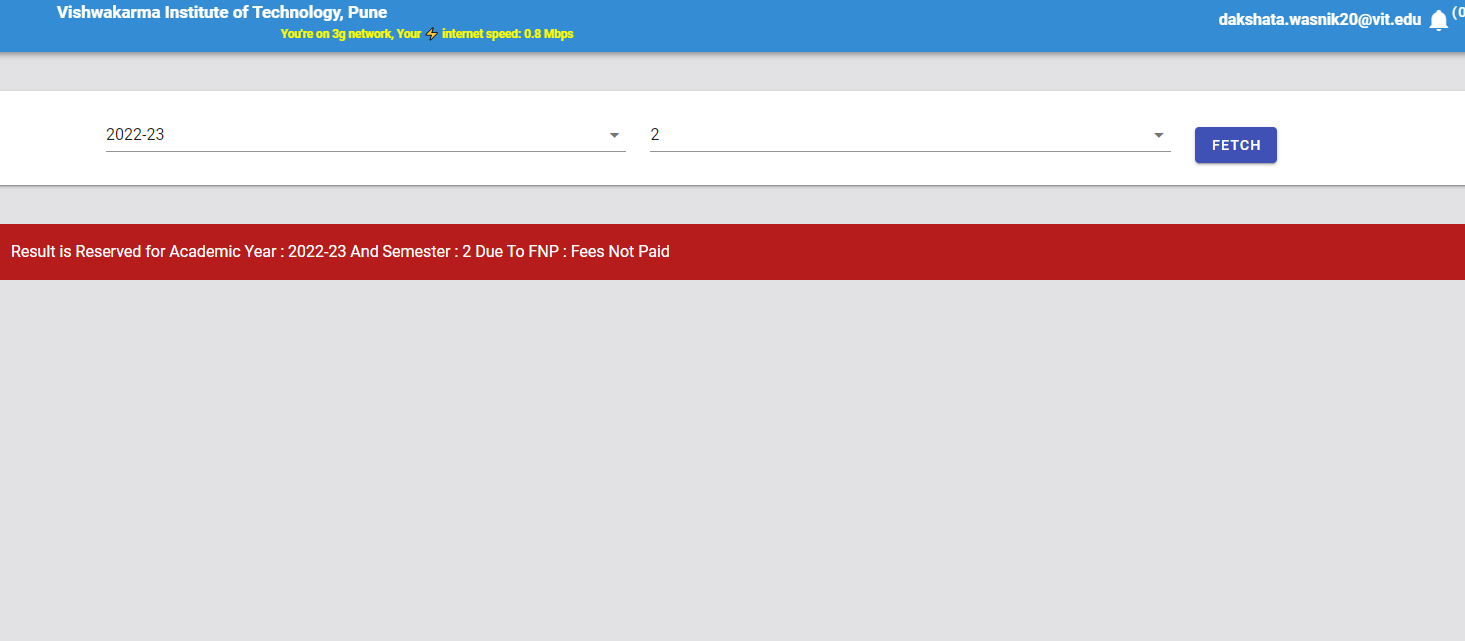 Vishwakarma Institute of Technology, Pune
You're on 3g network, Your ⚡ internet speed: 0.8 Mbps
dakshata.wasnik20@vit.edu (0
2022-23
2
FETCH
Result is Reserved for Academic Year : 2022-23 And Semester : 2 Due To FNP : Fees Not Paid